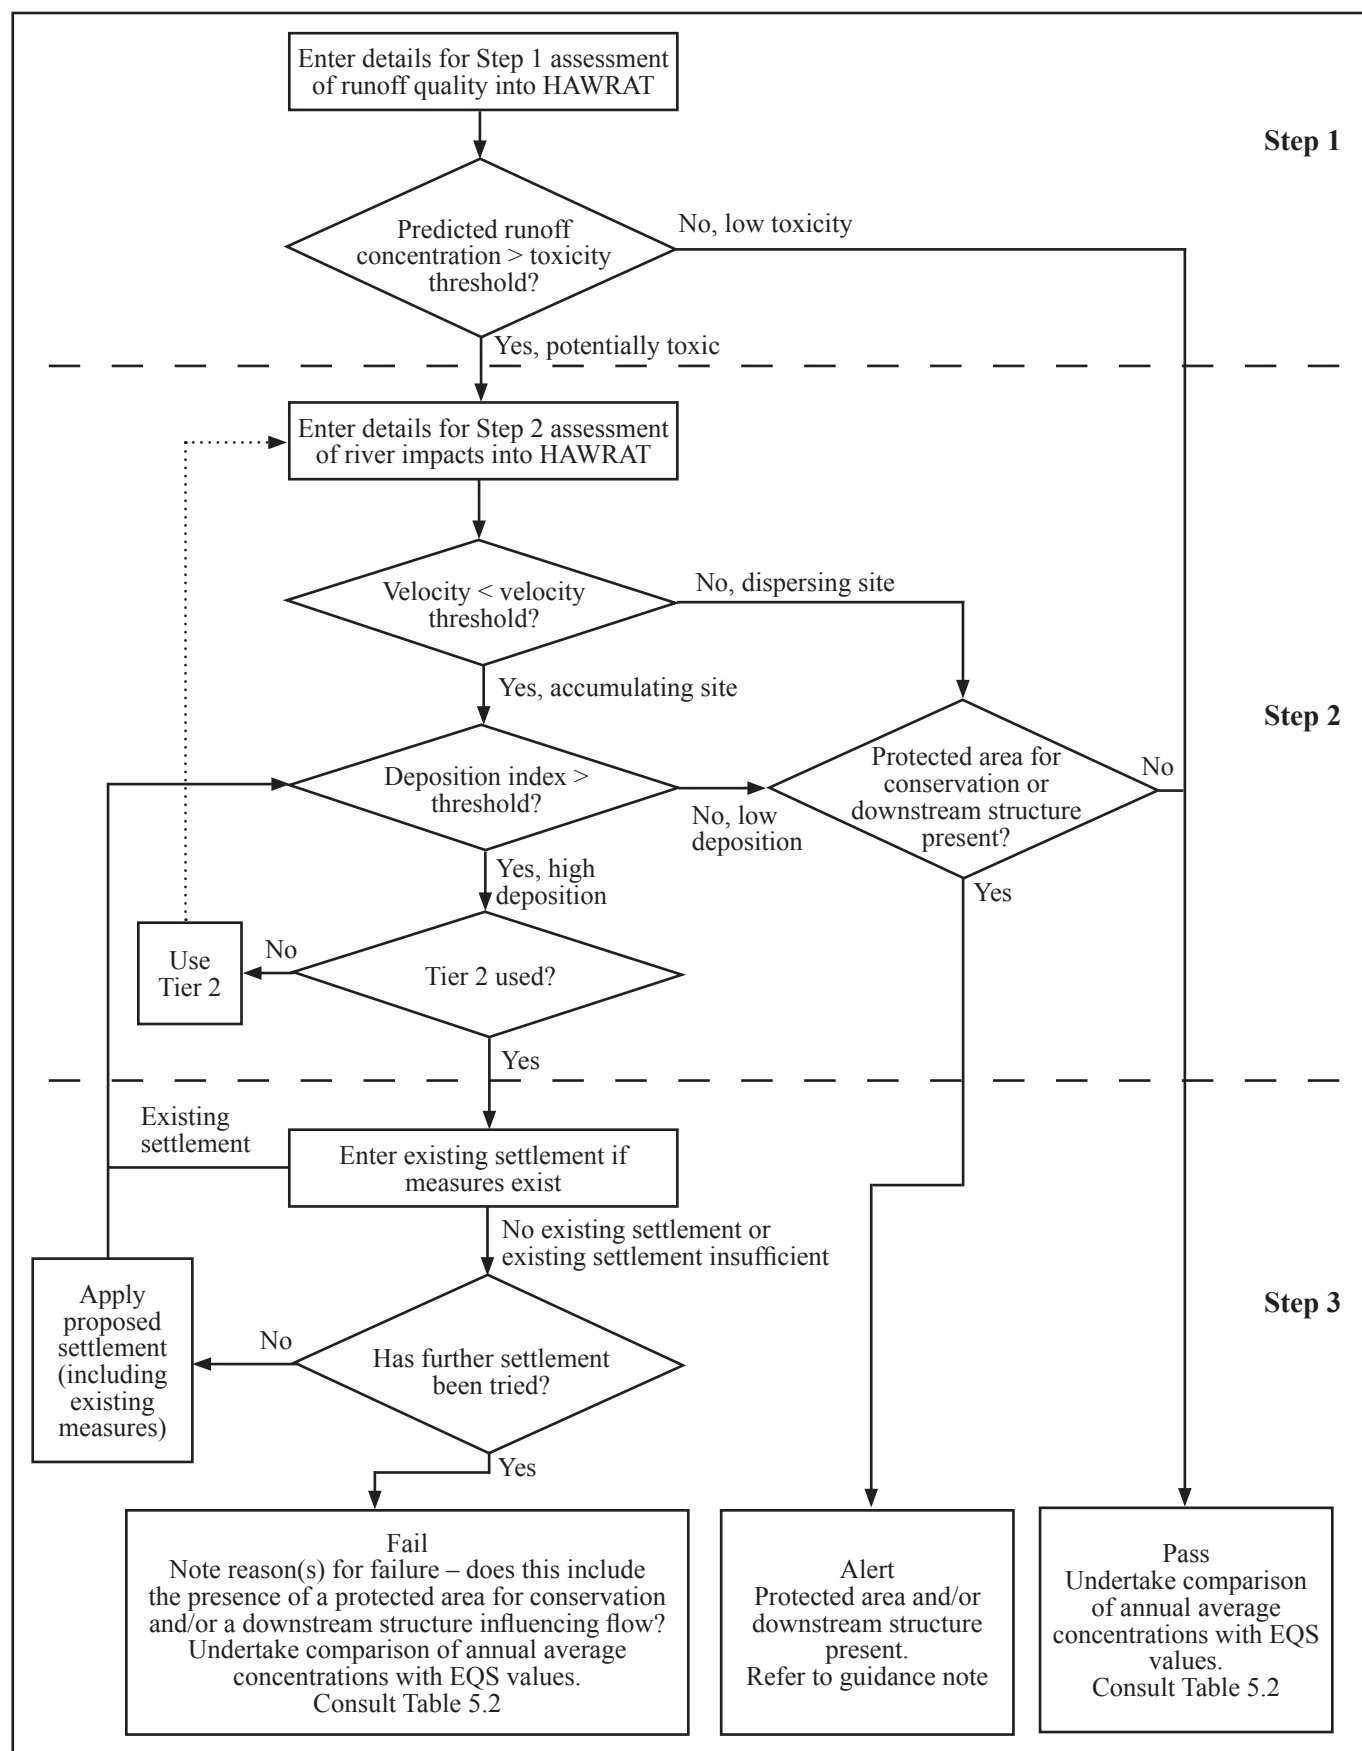 Enter details for Step 1 assessment
of runoff quality into HAWRAT
Step 1
Predicted runoff
concentration > toxicity
threshold?
No, low toxicity
Yes, potentially toxic
Enter details for Step 2 assessment
of river impacts into HAWRAT
Velocity < velocity
threshold?
No, dispersing site
Yes, accumulating site
Step 2
Deposition index >
threshold?
No, low
deposition
Protected area for
conservation or
downstream structure
present?
No
Yes
Yes, high
deposition
Tier 2 used?
No
Use
Tier 2
Yes
Existing
settlement
Enter existing settlement if
measures exist
No existing settlement or
existing settlement insufficient
Step 3
Apply
proposed
settlement
(including
existing
measures)
No
Has further settlement
been tried?
Yes
Fail
Note reason(s) for failure – does this include
the presence of a protected area for conservation
and/or a downstream structure influencing flow?
Undertake comparison of annual average
concentrations with EQS values.
Consult Table 5.2
Alert
Protected area and/or
downstream structure
present.
Refer to guidance note
Pass
Undertake comparison
of annual average
concentrations with EQS
values.
Consult Table 5.2